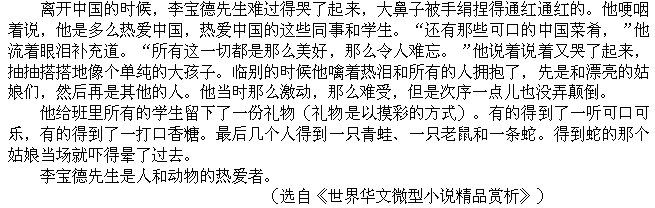 离开中国的时候，李宝德先生难过得哭了起来，大鼻子被手绢捏得通红通红的。他哽咽
着说，他是多么热爱中国，热爱中国的这些同事和学生。“还有那些可口的中国菜肴，”他
流着眼泪补充道。“所有这一切都是那么美好，那么令人难忘。”他说着说着又哭了起来，
抽抽搭搭地像个单纯的大孩子。临别的时候他噙着热泪和所有的人拥抱了，先是和漂亮的姑
娘们，然后再是其他的人。他当时那么激动，那么难受，但是次序一点儿也没弄颠倒。
他给班里所有的学生留下了一份礼物（礼物是以摸彩的方式）。有的得到了一听可口可
乐，有的得到了一打口香糖。最后几个人得到一只青蛙、一只老鼠和一条蛇。得到蛇的那个
姑娘当场就吓得晕了过去。
李宝德先生是人和动物的热爱者。
（选自《世界华文微型小说精品赏析》）